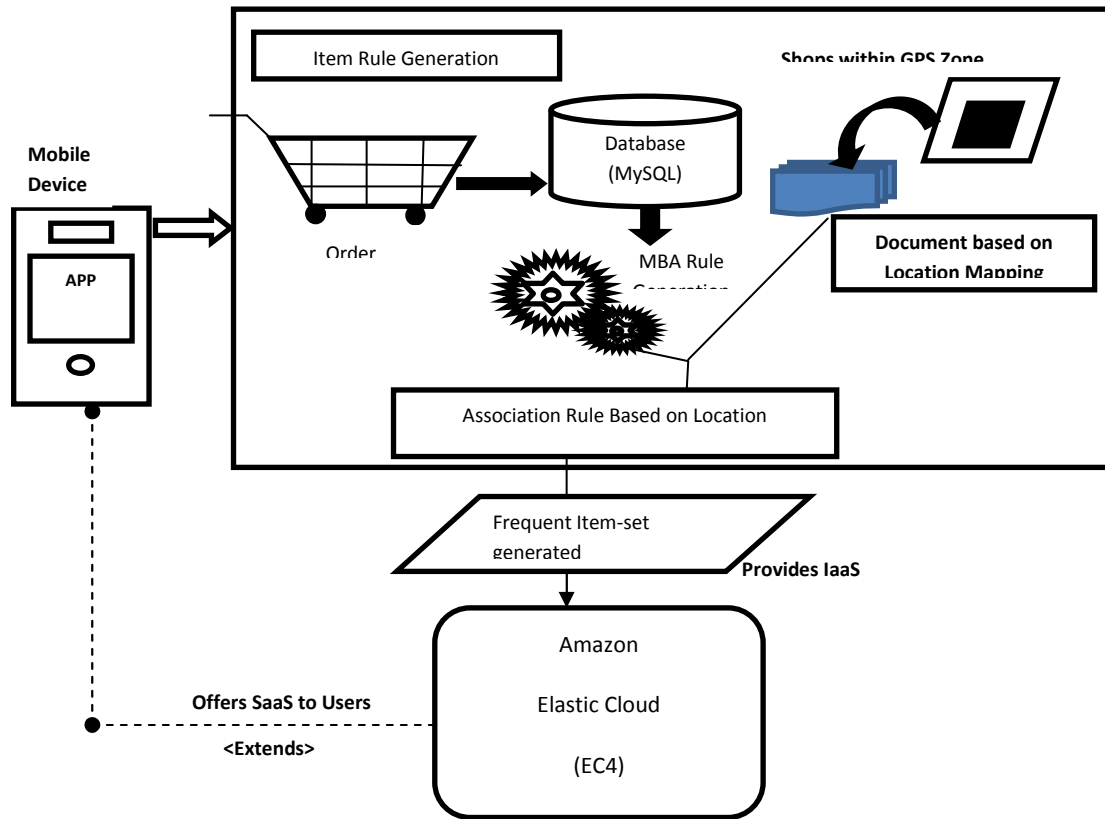 Item Rule Generation
Shops within GPS Zone
Database
(MySQL)
Mobile
Device
APP
Order
MBA Rule
Generation
Document based on
Location Mapping
Association Rule Based on Location
Frequent Item-set
generated
Provides IaaS
Amazon
Elastic Cloud
(EC4)
Offers SaaS to Users
<Extends>